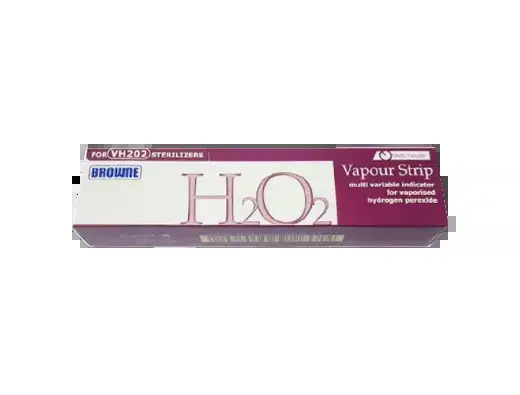 FOR VH202 STERILIZERS
BROWNE
H2O2
Vapour Strip
multi variable indicator
for vaporised
hydrogen peroxide